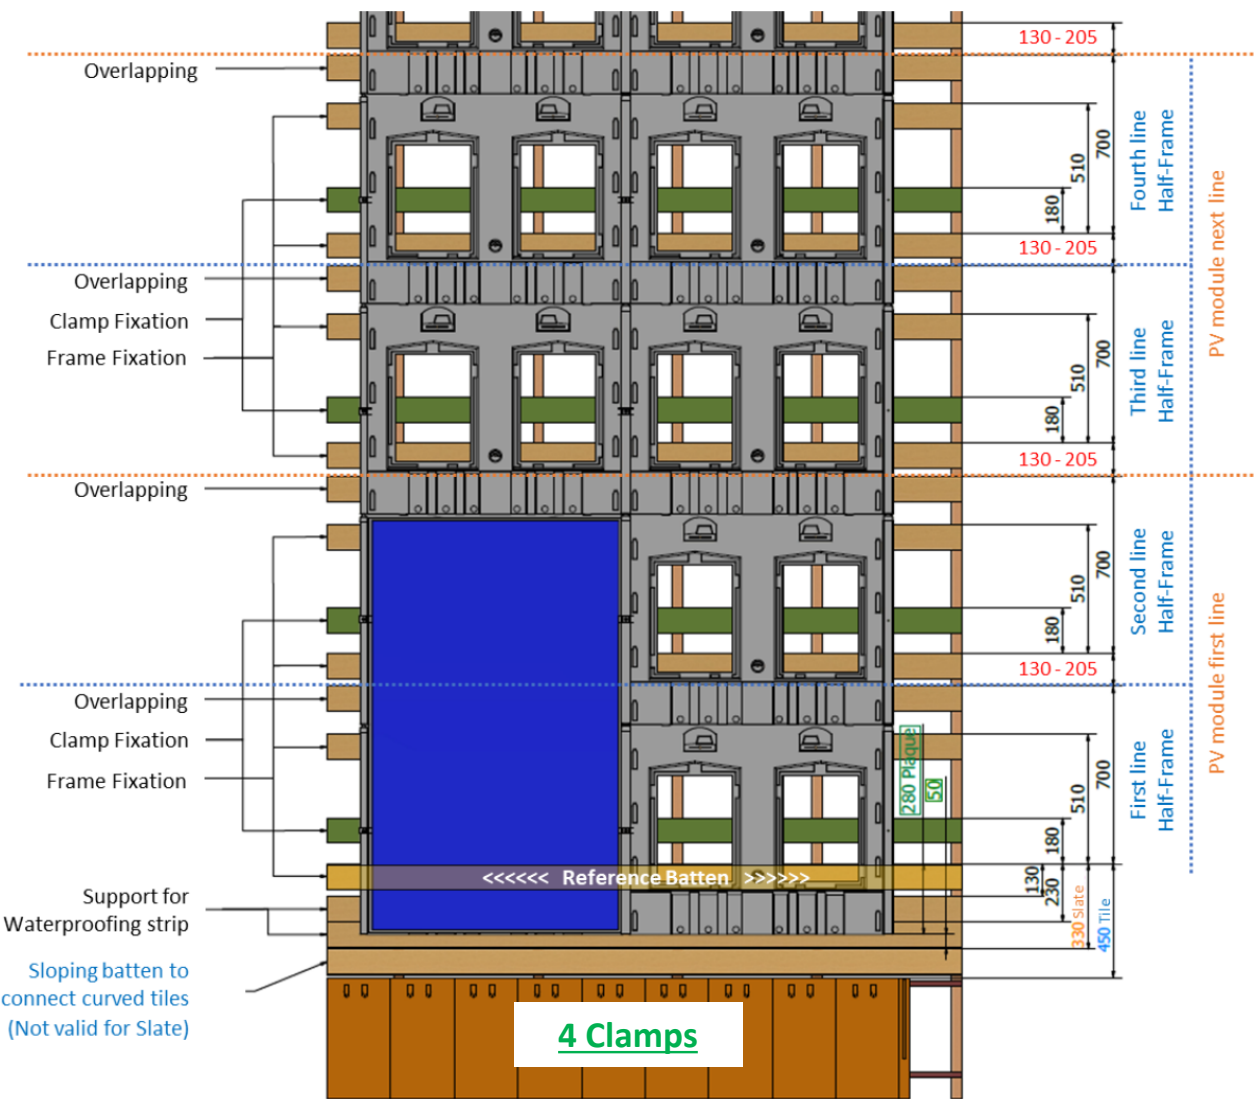 130 - 205
Overlapping
510
700
180
Fourth line
Half-Frame
130 - 205
Overlapping
Clamp Fixation
Frame Fixation
510
700
180
Third line
Half-Frame
PV module next line
130 - 205
Overlapping
510
700
180
Second line
Half-Frame
130 - 205
Overlapping
Clamp Fixation
Frame Fixation
280 Plaque
50
510
700
180
First line
Half-Frame
PV module first line
<<<<<< Reference Batten >>>>>>
130
230
330 Slate
450 Tile
Support for
Waterproofing strip
Sloping batten to
connect curved tiles
(Not valid for Slate)
4 Clamps